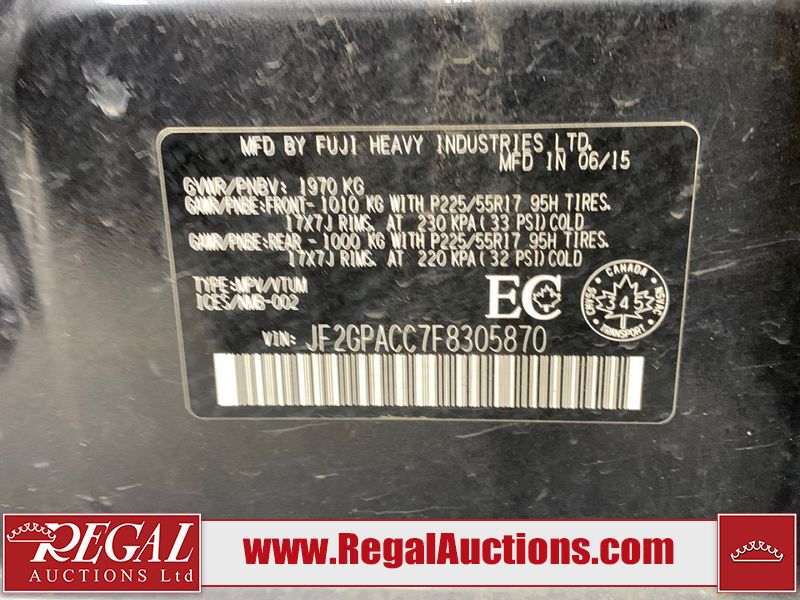 MFD BY FUJI HEAVY INDUSTRIES LTD.
MFD IN 06/15
GVWR/PNBV: 1970 KG
GAWR/PNBE:FRONT- 1010 KG WITH P225/55R17 95H TIRES.
17X7J RIMS. AT 230 KPA(33 PSI)COLD
GAWR/PNBE:REAR - 1000 KG WITH P225/55R17 95H TIRES.
17X7J RIMS. AT 220 KPA(32 PSI)COLD
TYPE:MPV/VTUM
ICES/NMB-002
EC
CANADA
CMVSS 345 NSVAC
TRANSPORT
VIN: JF2GPACC7F8305870
REGAL
AUCTIONS Ltd
www.RegalAuctions.com